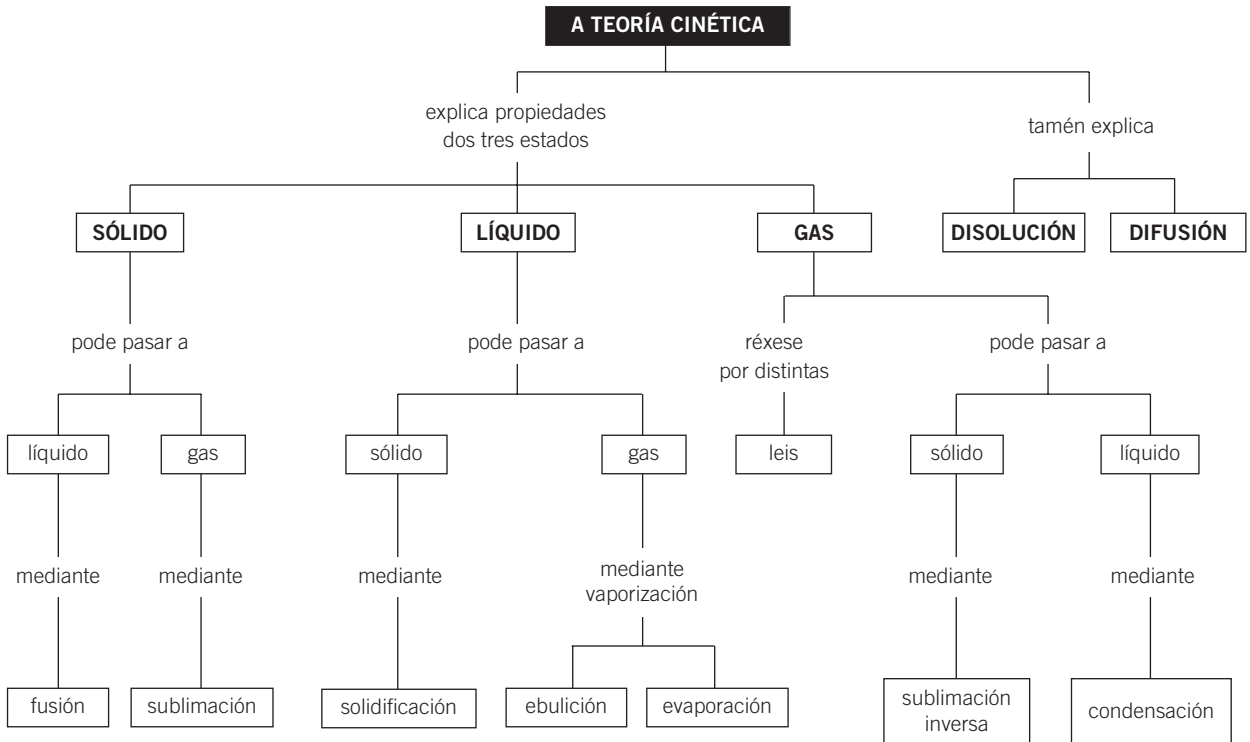 A TEORÍA CINÉTICA
explica propiedades
dos tres estados
tamén explica
SÓLIDO
LÍQUIDO
GAS
DISOLUCIÓN
DIFUSIÓN
pode pasar a
pode pasar a
réxese
por distintas
pode pasar a
líquido
gas
sólido
gas
leis
sólido
líquido
mediante
mediante
mediante
mediante
vaporización
mediante
mediante
fusión
sublimación
solidificación
ebulición
evaporación
sublimación
inversa
condensación